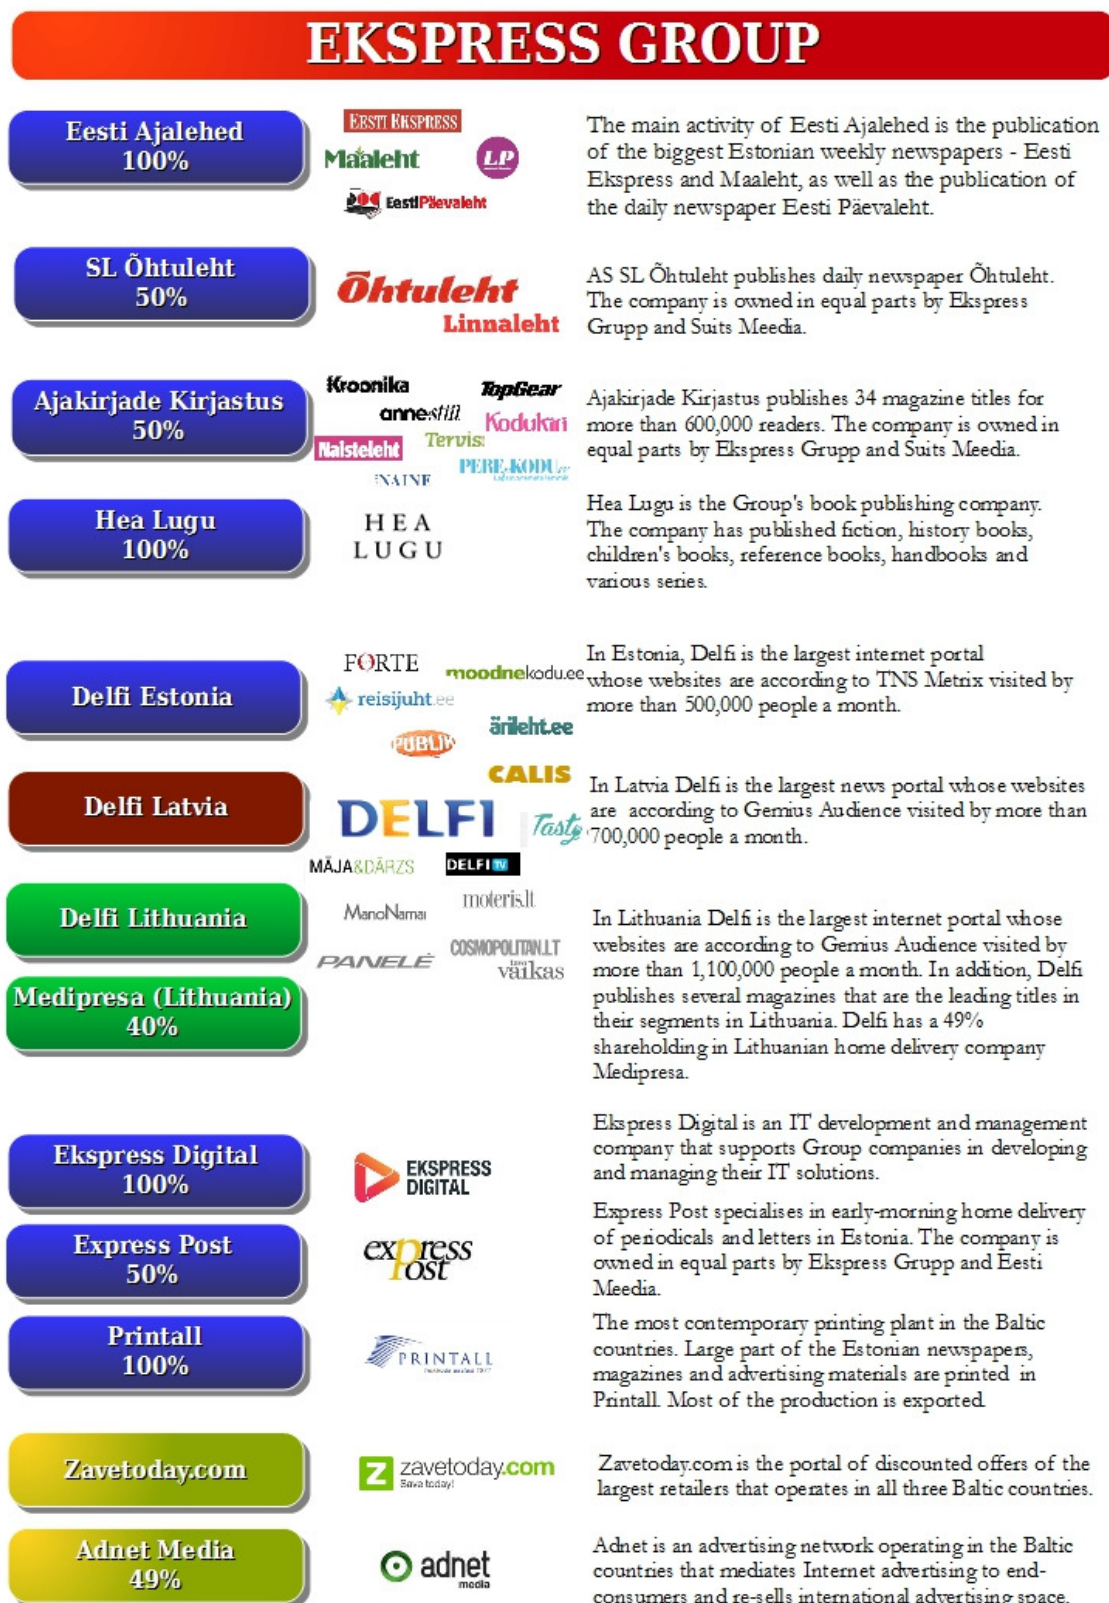 EKSPRESS GROUP
Eesti Ajalehed
100%
EESTI EKSPRESS
Maaleht
LP
Eesti Päevaleht
The main activity of Eesti Ajalehed is the publication
of the biggest Estonian weekly newspapers - Eesti
Ekspress and Maaleht, as well as the publication of
the daily newspaper Eesti Päevaleht.
SL Õhtuleht
50%
Õhtuleht
Linnaleht
AS SL Õhtuleht publishes daily newspaper Õhtuleht.
The company is owned in equal parts by Ekspress
Grupp and Suits Meedia.
Ajakirjade Kirjastus
50%
Kroonika
TopGear
annestiil
Kodukiri
Naisteleht
Tervis
NAINE
PERE-KODU
Ajakirjade Kirjastus publishes 34 magazine titles for
more than 600,000 readers. The company is owned in
equal parts by Ekspress Grupp and Suits Meedia.
Hea Lugu
100%
HEA
LUGU
Hea Lugu is the Group's book publishing company.
The company has published fiction, history books,
children's books, reference books, handbooks and
various series.
Delfi Estonia
FORTE
moodnekodu.ee
reisijuht.ee
ärileht.ee
PUBLIK
In Estonia, Delfi is the largest internet portal
whose websites are according to TNS Metrix visited by
more than 500,000 people a month.
Delfi Latvia
CALIS
DELFI
Tasty
MĀJA&DĀRZS
DELFI TV
In Latvia Delfi is the largest news portal whose websites
are according to Gemius Audience visited by more than
700,000 people a month.
Delfi Lithuania
ManoNamai
moteris.lt
PANELĖ
COSMOPOLITAN.LT
vaikas
Medipresa (Lithuania)
40%
In Lithuania Delfi is the largest internet portal whose
websites are according to Gemius Audience visited by
more than 1,100,000 people a month. In addition, Delfi
publishes several magazines that are the leading titles in
their segments in Lithuania. Delfi has a 49%
shareholding in Lithuanian home delivery company
Medipresa.
Ekspress Digital
100%
EKSPRESS
DIGITAL
Ekspress Digital is an IT development and management
company that supports Group companies in developing
and managing their IT solutions.
Express Post
50%
express
Post
Express Post specialises in early-morning home delivery
of periodicals and letters in Estonia. The company is
owned in equal parts by Ekspress Grupp and Eesti
Meedia.
Printall
100%
PRINTALL
The most contemporary printing plant in the Baltic
countries. Large part of the Estonian newspapers,
magazines and advertising materials are printed in
Printall. Most of the production is exported.
Zavetoday.com
Z zavetoday.com
Save today!
Zavetoday.com is the portal of discounted offers of the
largest retailers that operates in all three Baltic countries.
Adnet Media
49%
adnet
media
Adnet is an advertising network operating in the Baltic
countries that mediates Internet advertising to end-
consumers and re-sells international advertising space.